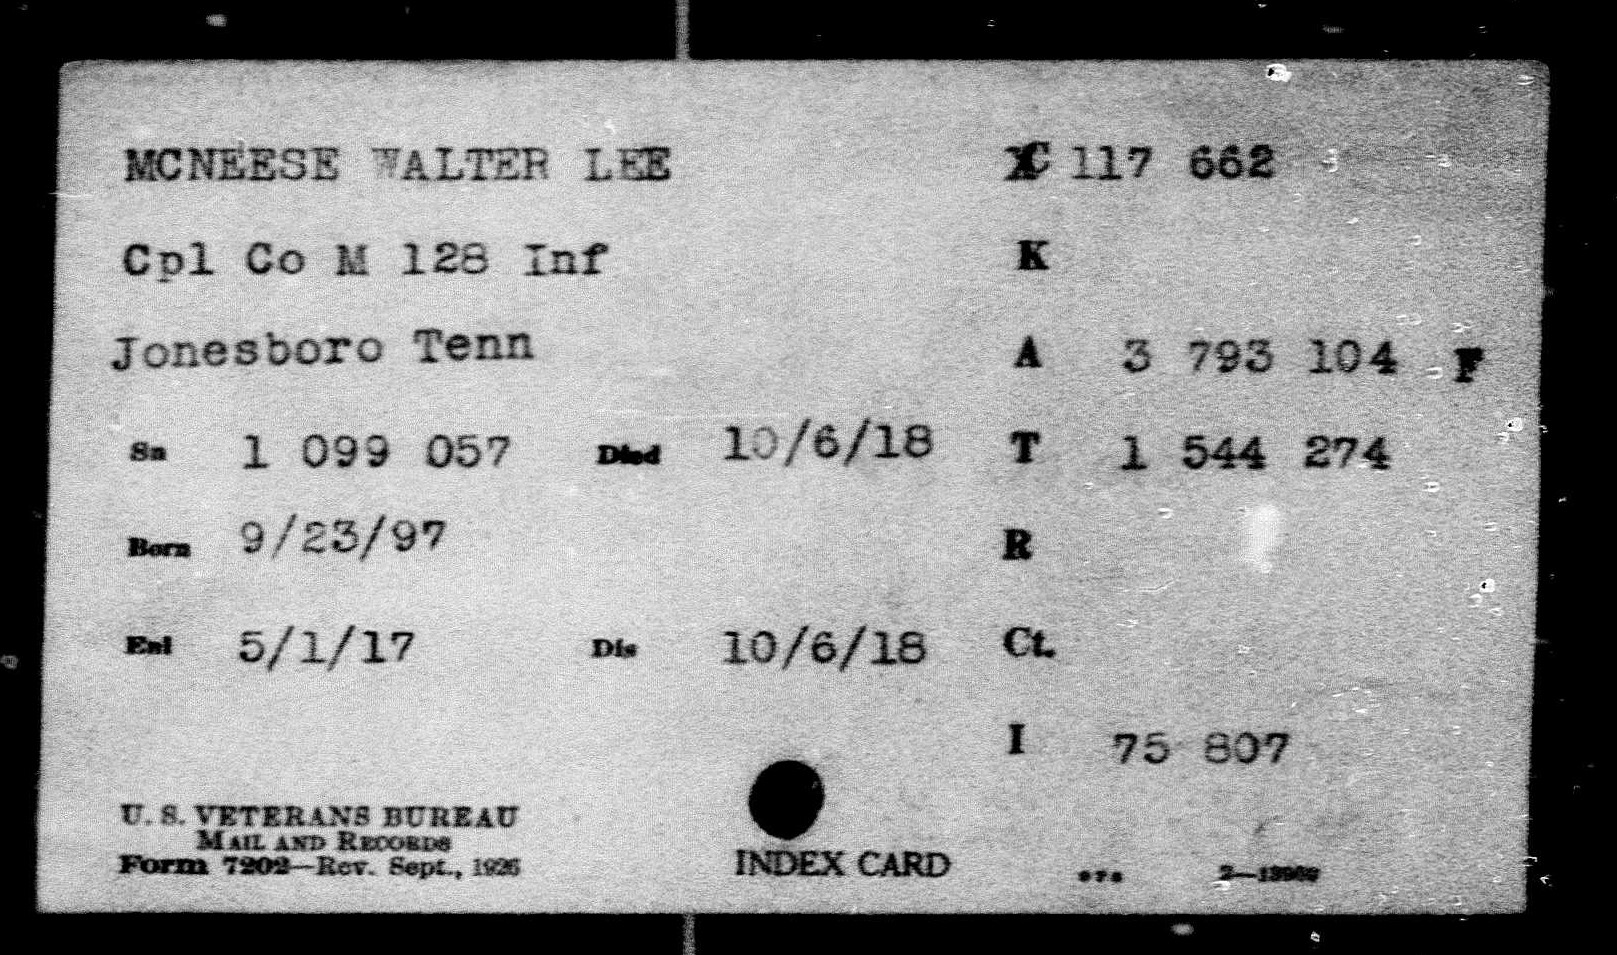 MCNEESE WALTER LEE
XC 117 662
Cpl Co M 128 Inf
K
Jonesboro Tenn
A 3 793 104 F
Sn 1 099 057 Died 10/6/18
T 1 544 274
Born 9/23/97
R
Enl 5/1/17 Dis 10/6/18
Ct.
I 75 807
U. S. VETERANS BUREAU
MAIL AND RECORDS
Form 7202—Rev. Sept., 1926
INDEX CARD